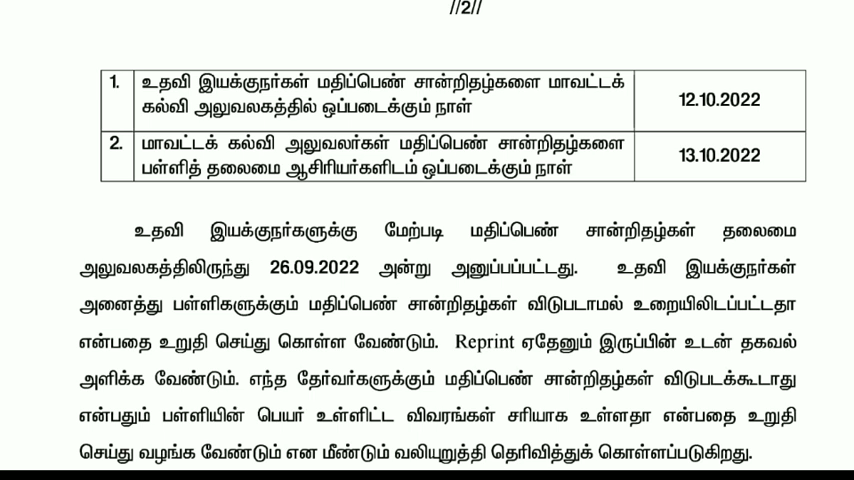 //2//
1. உதவி இயக்குநர்கள் மதிப்பெண் சான்றிதழ்களை மாவட்டக்
கல்வி அலுவலகத்தில் ஒப்படைக்கும் நாள்
12.10.2022
2. மாவட்டக் கல்வி அலுவலர்கள் மதிப்பெண் சான்றிதழ்களை
பள்ளித் தலைமை ஆசிரியர்களிடம் ஒப்படைக்கும் நாள்
13.10.2022
உதவி இயக்குநர்களுக்கு மேற்படி மதிப்பெண் சான்றிதழ்கள் தலைமை
அலுவலகத்திலிருந்து 26.09.2022 அன்று அனுப்பப்பட்டது. உதவி இயக்குநர்கள்
அனைத்து பள்ளிகளுக்கும் மதிப்பெண் சான்றிதழ்கள் விடுபடாமல் உறையிலிடப்பட்டதா
என்பதை உறுதி செய்து கொள்ள வேண்டும். Reprint ஏதேனும் இருப்பின் உடன் தகவல்
அளிக்க வேண்டும். எந்த தேர்வர்களுக்கும் மதிப்பெண் சான்றிதழ்கள் விடுபடக்கூடாது
என்பதும் பள்ளியின் பெயர் உள்ளிட்ட விவரங்கள் சரியாக உள்ளதா என்பதை உறுதி
செய்து வழங்க வேண்டும் என மீண்டும் வலியுறுத்தி தெரிவித்துக் கொள்ளப்படுகிறது.